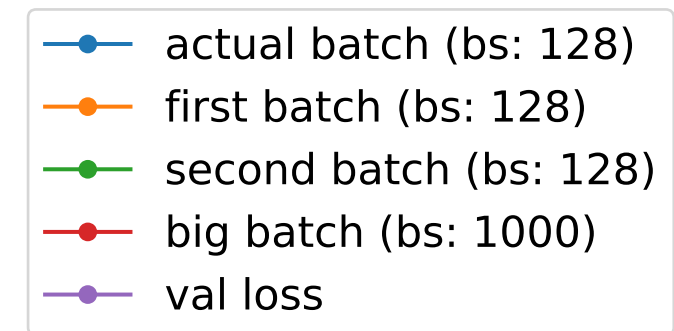 actual batch (bs: 128)
first batch (bs: 128)
second batch (bs: 128)
big batch (bs: 1000)
val loss